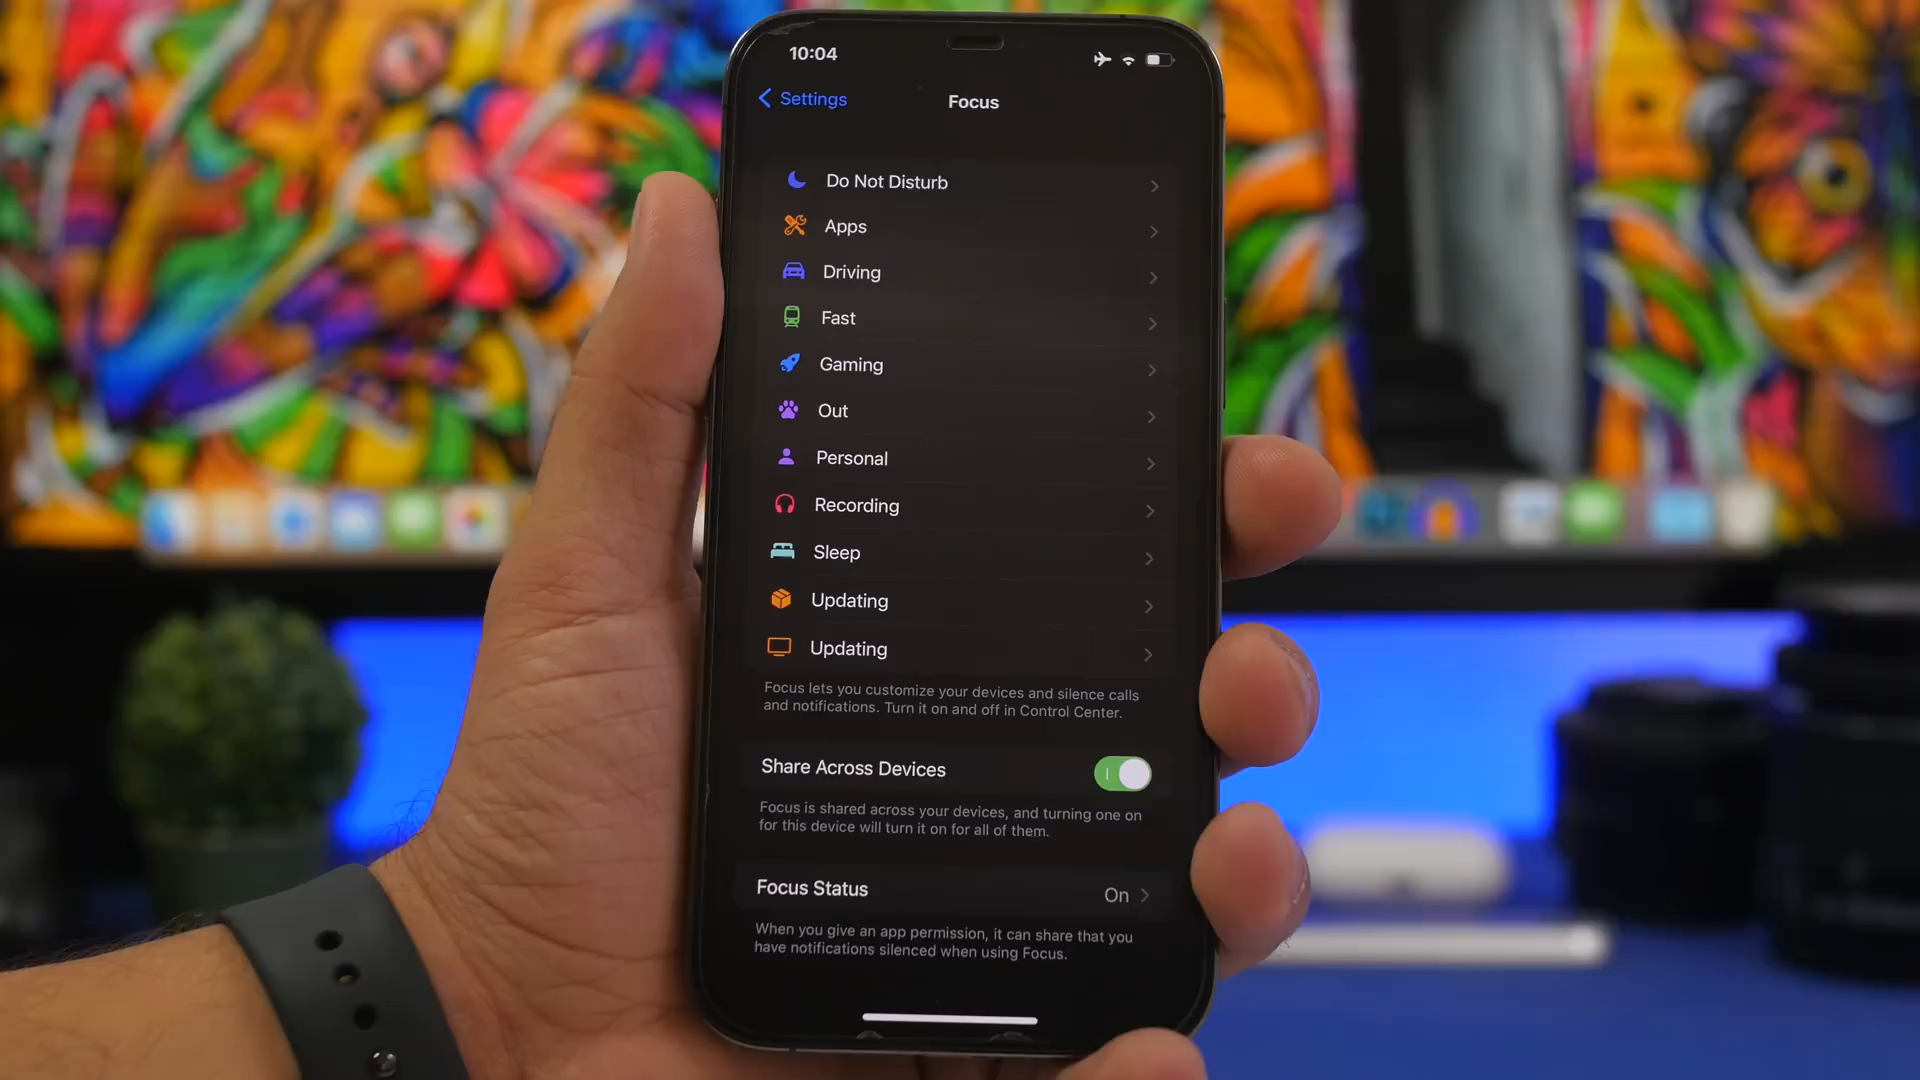 10:04
Settings
Focus
Do Not Disturb
Apps
Driving
Fast
Gaming
Out
Personal
Recording
Sleep
Updating
Updating
Focus lets you customize your devices and silence calls
and notifications. Turn it on and off in Control Center.
Share Across Devices
Focus is shared across your devices, and turning one on
for this device will turn it on for all of them.
Focus Status
On
When you give an app permission, it can share that you
have notifications silenced when using Focus.